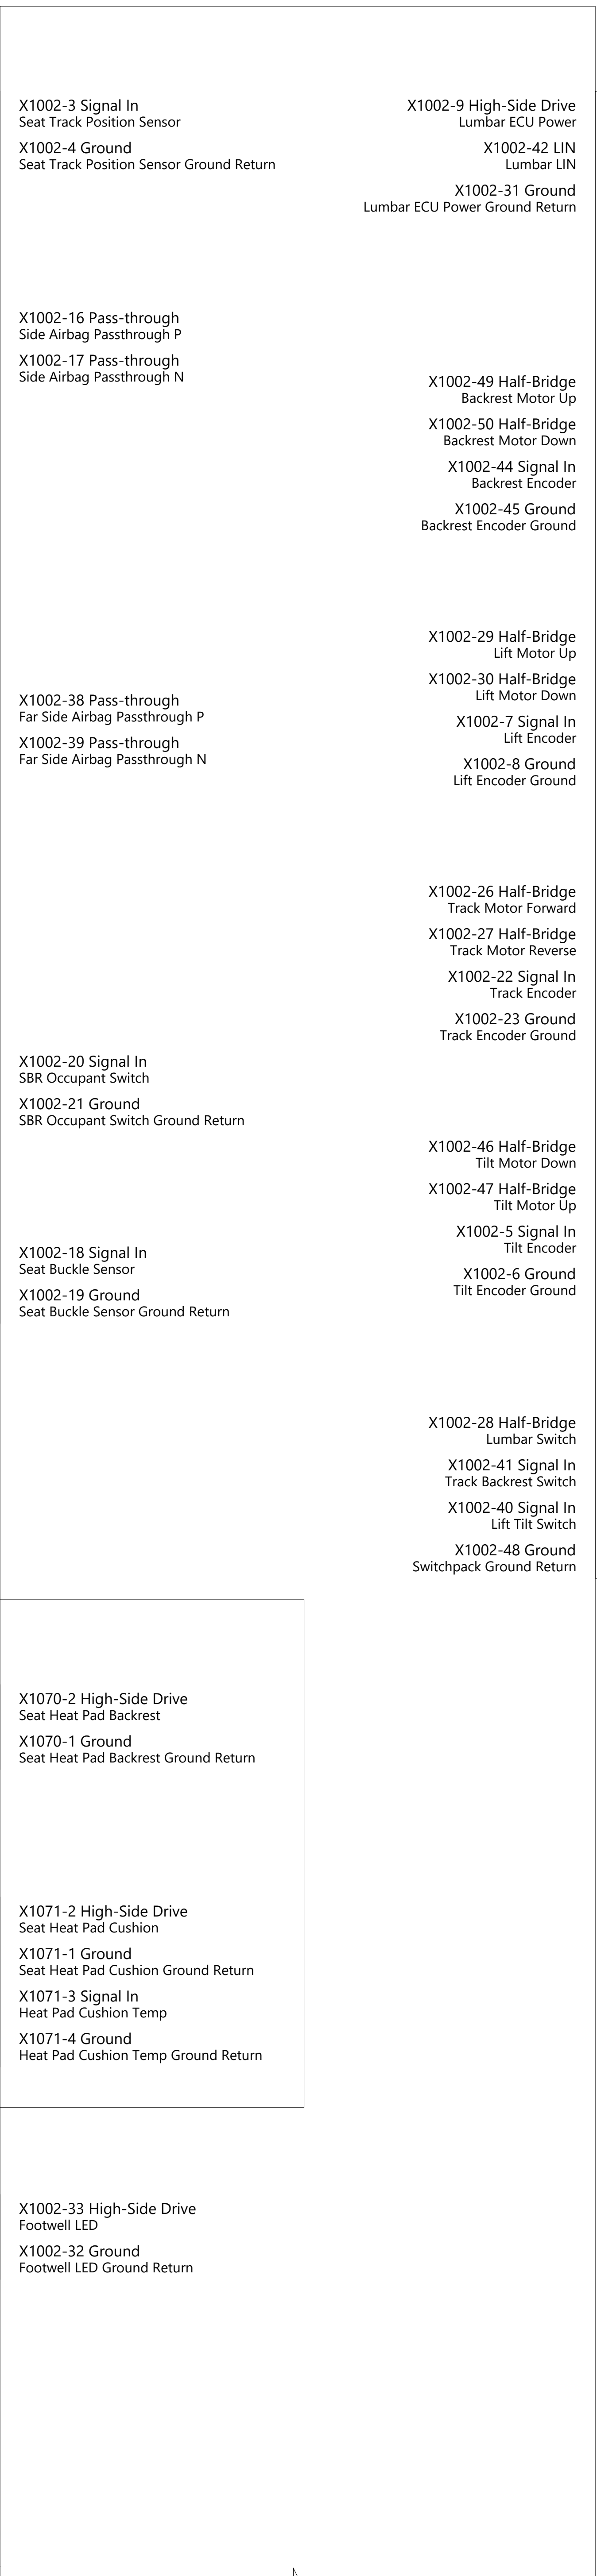 X1002-3 Signal In
Seat Track Position Sensor
X1002-4 Ground
Seat Track Position Sensor Ground Return
X1002-16 Pass-through
Side Airbag Passthrough P
X1002-17 Pass-through
Side Airbag Passthrough N
X1002-38 Pass-through
Far Side Airbag Passthrough P
X1002-39 Pass-through
Far Side Airbag Passthrough N
X1002-20 Signal In
SBR Occupant Switch
X1002-21 Ground
SBR Occupant Switch Ground Return
X1002-18 Signal In
Seat Buckle Sensor
X1002-19 Ground
Seat Buckle Sensor Ground Return
X1002-9 High-Side Drive
Lumbar ECU Power
X1002-42 LIN
Lumbar LIN
X1002-31 Ground
Lumbar ECU Power Ground Return
X1002-49 Half-Bridge
Backrest Motor Up
X1002-50 Half-Bridge
Backrest Motor Down
X1002-44 Signal In
Backrest Encoder
X1002-45 Ground
Backrest Encoder Ground
X1002-29 Half-Bridge
Lift Motor Up
X1002-30 Half-Bridge
Lift Motor Down
X1002-7 Signal In
Lift Encoder
X1002-8 Ground
Lift Encoder Ground
X1002-26 Half-Bridge
Track Motor Forward
X1002-27 Half-Bridge
Track Motor Reverse
X1002-22 Signal In
Track Encoder
X1002-23 Ground
Track Encoder Ground
X1002-46 Half-Bridge
Tilt Motor Down
X1002-47 Half-Bridge
Tilt Motor Up
X1002-5 Signal In
Tilt Encoder
X1002-6 Ground
Tilt Encoder Ground
X1002-28 Half-Bridge
Lumbar Switch
X1002-41 Signal In
Track Backrest Switch
X1002-40 Signal In
Lift Tilt Switch
X1002-48 Ground
Switchpack Ground Return
X1070-2 High-Side Drive
Seat Heat Pad Backrest
X1070-1 Ground
Seat Heat Pad Backrest Ground Return
X1071-2 High-Side Drive
Seat Heat Pad Cushion
X1071-1 Ground
Seat Heat Pad Cushion Ground Return
X1071-3 Signal In
Heat Pad Cushion Temp
X1071-4 Ground
Heat Pad Cushion Temp Ground Return
X1002-33 High-Side Drive
Footwell LED
X1002-32 Ground
Footwell LED Ground Return